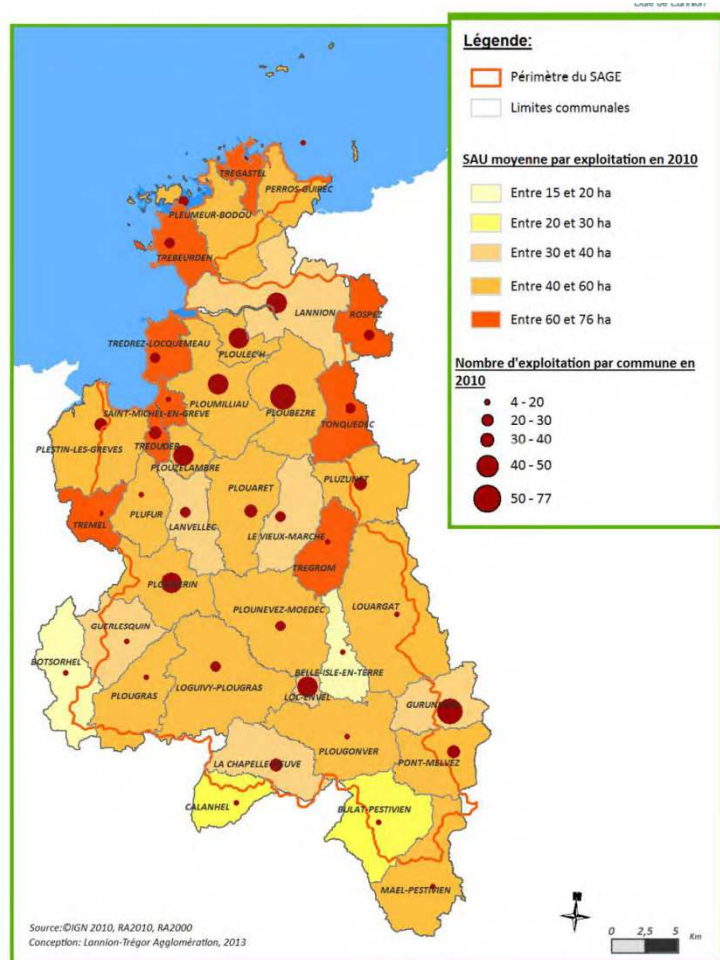 Légende:
Périmètre du SAGE
Limites communales
SAU moyenne par exploitation en 2010
Entre 15 et 20 ha
Entre 20 et 30 ha
Entre 30 et 40 ha
Entre 40 et 60 ha
Entre 60 et 76 ha
Nombre d'exploitation par commune en
2010
4 - 20
20 - 30
30 - 40
40 - 50
50 - 77
TREGASTEL
PERROS-GUIREC
PLEUMEUR-BODOU
TREBEURDEN
LANNION
ROSPEZ
TREDREZ-LOCQUEMEAU
PLOULEC'H
PLOUMILLIAU
PLOUBEZRE
SAINT-MICHEL-EN-GREVE
TONQUEDEC
PLESTIN-LES-GREVES
TREDUDER
PLOUZELAMBRE
PLUZUNET
PLOUARET
PLUFUR
LANVELLEC
LE VIEUX-MARCHE
TREMEL
TREGROM
PLOUNERIN
PLOUNEVEZ-MOEDEC
LOUARGAT
GUERLESQUIN
BOTSORHEL
BELLE-ISLE-EN-TERRE
PLOUGRAS
LOGUIVY-PLOUGRAS
LOC-ENVEL
PLOUGONVER
PONT-MELVEZ
LA CHAPELLE-NEUVE
CALANHEL
BULAT-PESTIVIEN
MAEL-PESTIVIEN
N
Source:©IGN 2010, RA2010, RA2000
Conception: Lannion-Trégor Agglomération, 2013
0 2,5 5
Km